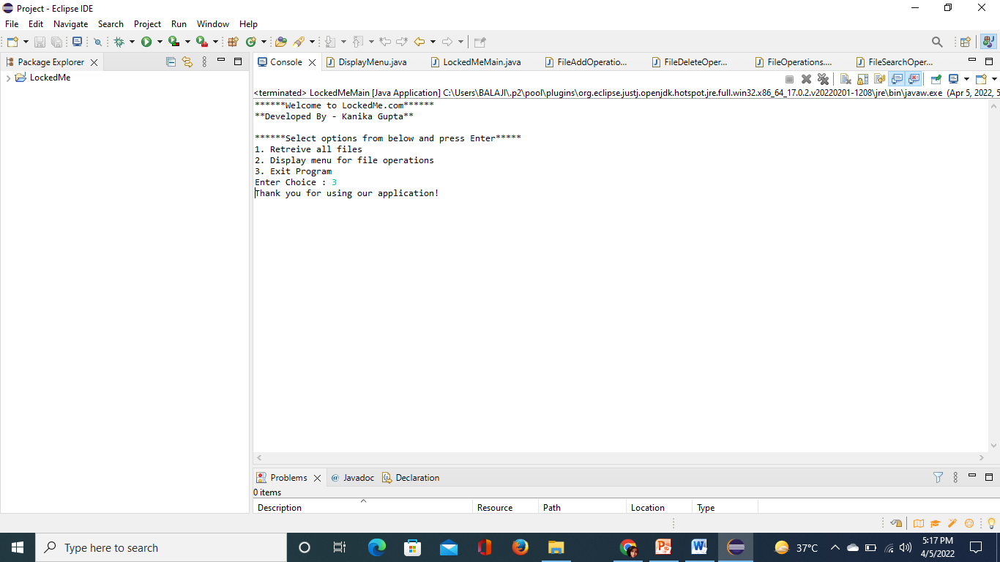 Project - Eclipse IDE
File Edit Navigate Search Project Run Window Help
Package Explorer
LockedMe
Console DisplayMenu.java LockedMeMain.java FileAddOperatio... FileDeleteOper... FileOperations.... FileSearchOper...
<terminated> LockedMeMain [Java Application] C:\Users\BALAJI\.p2\pool\plugins\org.eclipse.justj.openjdk.hotspot.jre.full.win32.x86_64_17.0.2.v20220201-1208\jre\bin\javaw.exe (Apr 5, 2022, 5
******Welcome to LockedMe.com******
**Developed By - Kanika Gupta**
******Select options from below and press Enter*****
1. Retreive all files
2. Display menu for file operations
3. Exit Program
Enter Choice : 3
Thank you for using our application!
Problems @ Javadoc Declaration
0 items
Description Resource Path Location Type
Type here to search
37°C
5:17 PM
4/5/2022